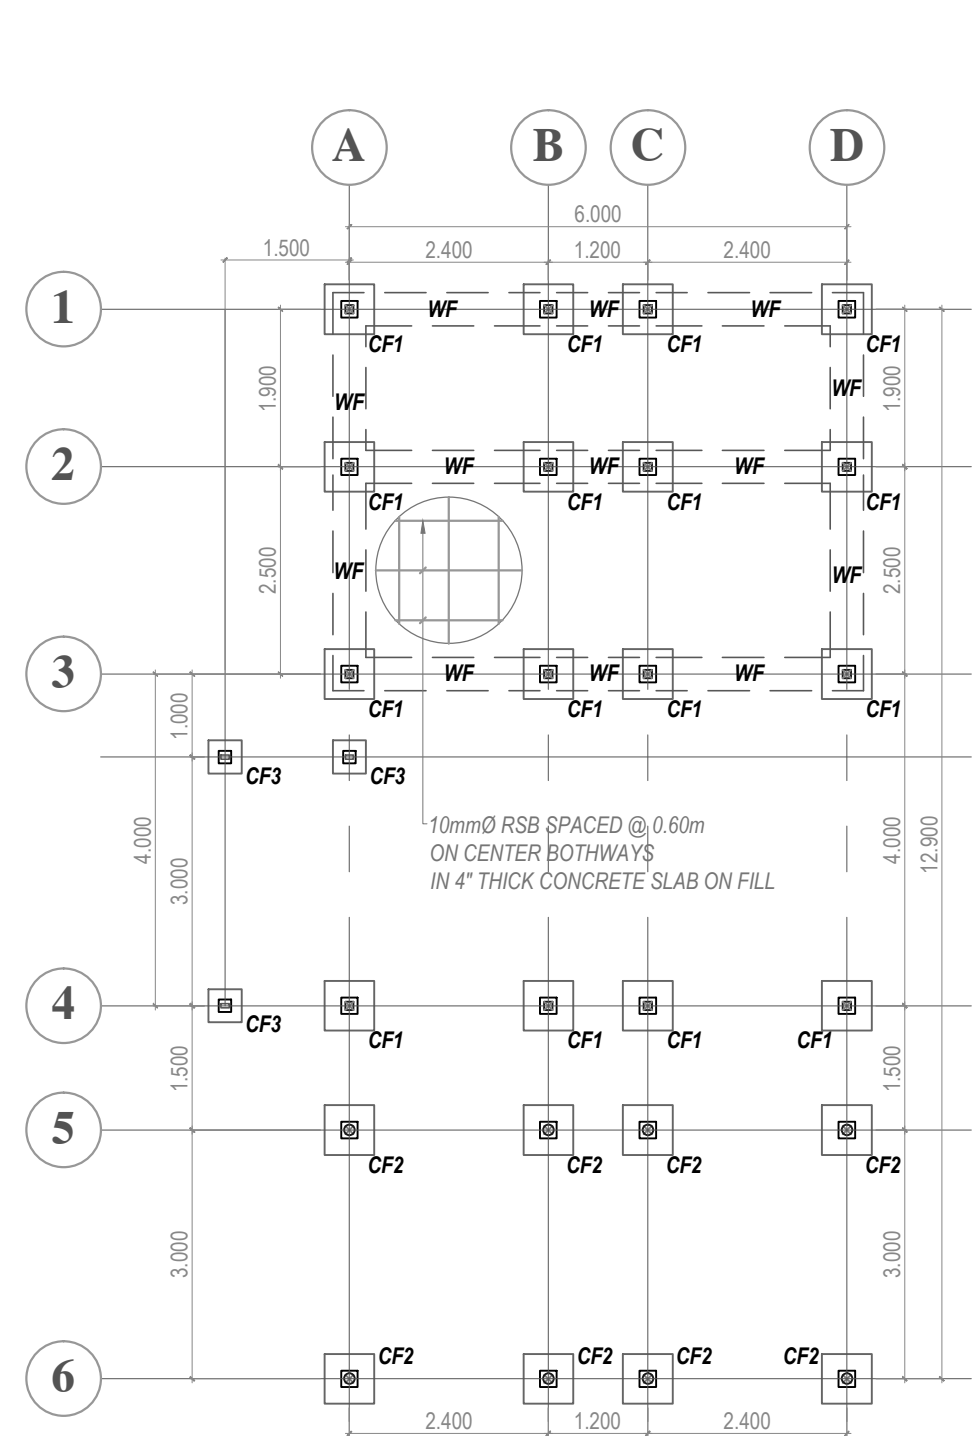 A B C D
6.000
1.500 2.400 1.200 2.400
1
WF WF WF
CF1 CF1 CF1 CF1
1.900 WF WF 1.900
2
WF WF WF
CF1 CF1 CF1 CF1
2.500 WF WF 2.500
3
WF WF WF
CF1 CF1 CF1 CF1
1.000
CF3 CF3
4.000 3.000 4.000 12.900
10mmØ RSB SPACED @ 0.60m
ON CENTER BOTHWAYS
IN 4" THICK CONCRETE SLAB ON FILL
4
CF3 CF1 CF1 CF1 CF1
1.500 1.500
5
CF2 CF2 CF2 CF2
3.000 3.000
CF2 CF2 CF2 CF2
6
2.400 1.200 2.400